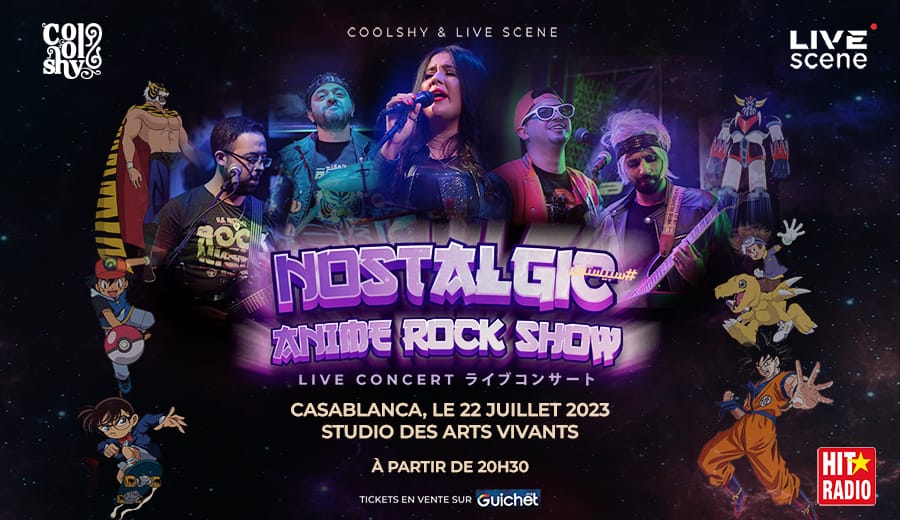 coolshy
COOLSHY & LIVE SCENE
LIVE
scene
ROCK
NOSTALGIC
ANIME ROCK SHOW
LIVE CONCERT ライブコンサート
CASABLANCA, LE 22 JUILLET 2023
STUDIO DES ARTS VIVANTS
À PARTIR DE 20H30
TICKETS EN VENTE SUR Guichet
HIT
RADIO